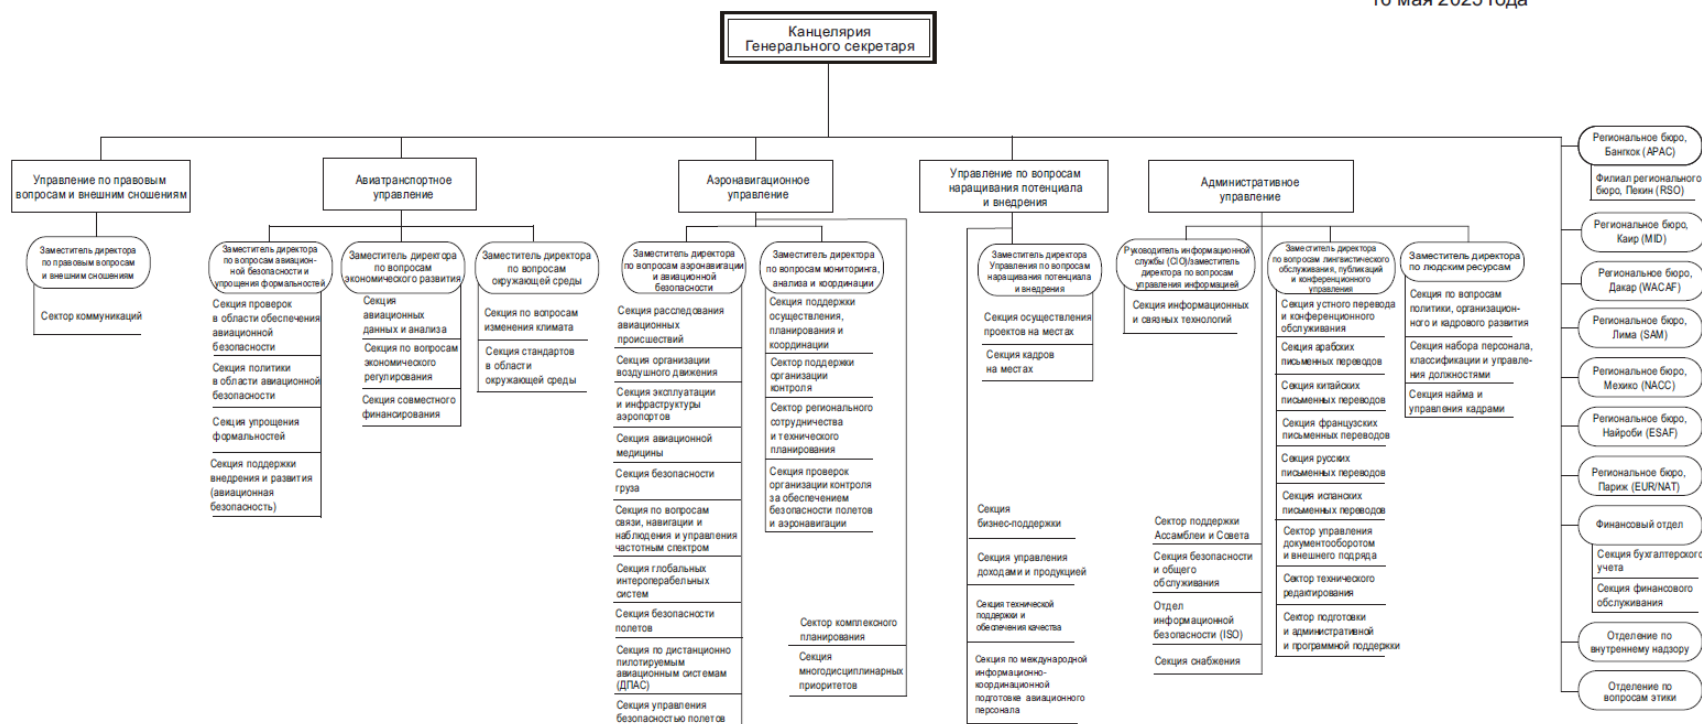 16 мая 2023 года
Канцелярия
Генерального секретаря
Управление по правовым
вопросам и внешним сношениям
Заместитель директора
по правовым вопросам
и внешним сношениям
Сектор коммуникаций
Авиатранспортное
управление
Заместитель директора
по вопросам авиацион-
ной безопасности и
упрощения формальностей
Секция проверок
в области обеспечения
авиационной
безопасности
Секция политики
в области авиационной
безопасности
Секция упрощения
формальностей
Секция поддержки
внедрения и развития
(авиационная
безопасность)
Заместитель директора
по вопросам
экономического развития
Секция
авиационных
данных и анализа
Секция по вопросам
экономического
регулирования
Секция совместного
финансирования
Заместитель директора
по вопросам
окружающей среды
Секция по вопросам
изменения климата
Секция стандартов
в области
окружающей среды
Аэронавигационное
управление
Заместитель директора
по вопросам аэронавигации
и авиационной
безопасности
Секция расследования
авиационных
происшествий
Секция организации
воздушного движения
Секция эксплуатации
и инфраструктуры
аэропортов
Секция авиационной
медицины
Секция безопасности
груза
Секция по вопросам
связи, навигации и
наблюдения и управления
частотным спектром
Секция глобальных
интероперабельных
систем
Секция безопасности
полетов
Секция по дистанционно
пилотируемым
авиационным системам
(ДПАС)
Секция управления
безопасностью полетов
Заместитель директора
по вопросам мониторинга,
анализа и координации
Секция поддержки
осуществления,
планирования и
координации
Сектор поддержки
организации
контроля
Сектор регионального
сотрудничества
и технического
планирования
Секция проверок
организации контроля
за обеспечением
безопасности полетов
и аэронавигации
Сектор комплексного
планирования
Секция
многодисциплинарных
приоритетов
Управление по вопросам
наращивания потенциала
и внедрения
Заместитель директора
Управления по вопросам
наращивания потенциала
и внедрения
Секция осуществления
проектов на местах
Секция кадров
на местах
Секция
бизнес-поддержки
Секция управления
доходами и продукцией
Секция технической
поддержки и
обеспечения качества
Секция по международной
информационно-
координационной
подготовке авиационного
персонала
Административное
управление
Руководитель информационной
службы (CIO)/заместитель
директора по вопросам
управления информацией
Секция информационных
и связных технологий
Сектор поддержки
Ассамблеи и Совета
Секция безопасности
и общего
обслуживания
Отдел
информационной
безопасности (ISO)
Секция снабжения
Заместитель директора
по вопросам лингвистического
обслуживания, публикаций
и конференционного
управления
Секция устного перевода
и конференционного
обслуживания
Секция арабских
письменных переводов
Секция китайских
письменных переводов
Секция французских
письменных переводов
Секция русских
письменных переводов
Секция испанских
письменных переводов
Сектор управления
документооборотом
и внешнего подряда
Сектор технического
редактирования
Сектор подготовки
и административной
и программной поддержки
Заместитель директора
по людским ресурсам
Секция по вопросам
политики, организацион-
ного и кадрового развития
Секция набора персонала,
классификации и управле-
ния должностями
Секция найма и
управления кадрами
Региональное бюро,
Бангкок (APAC)
Филиал регионального
бюро, Пекин (RSO)
Региональное бюро,
Каир (MID)
Региональное бюро,
Дакар (WACAF)
Региональное бюро,
Лима (SAM)
Региональное бюро,
Мехико (NACC)
Региональное бюро,
Найроби (ESAF)
Региональное бюро,
Париж (EUR/NAT)
Финансовый отдел
Секция бухгалтерского
учета
Секция финансового
обслуживания
Отделение по
внутреннему надзору
Отделение по
вопросам этики